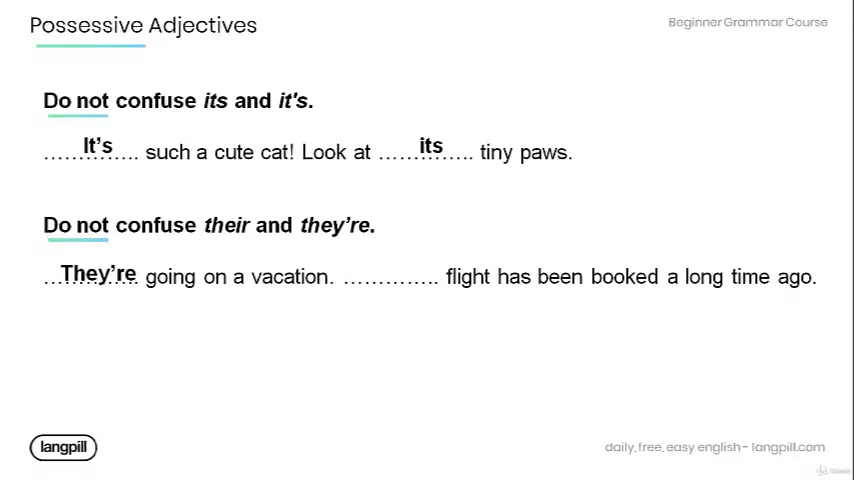 Possessive Adjectives
Beginner Grammar Course
Do not confuse its and it's.
It's
its
…………… such a cute cat! Look at …………… tiny paws.
Do not confuse their and they're.
They're
…………… going on a vacation. …………… flight has been booked a long time ago.
langpill
daily, free, easy english - langpill.com